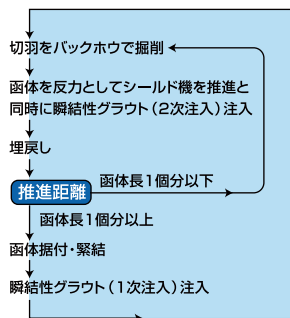 切羽をバックホウで掘削
函体を反力としてシールド機を推進と
同時に瞬結性グラウト（2次注入）注入
埋戻し
推進距離
函体長1個分以下
函体長1個分以上
函体据付・緊結
瞬結性グラウト（1次注入）注入